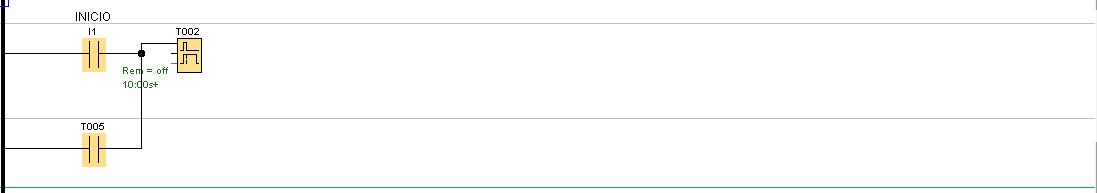 INICIO
I1
T002
Rem = off
10:00s+
T005